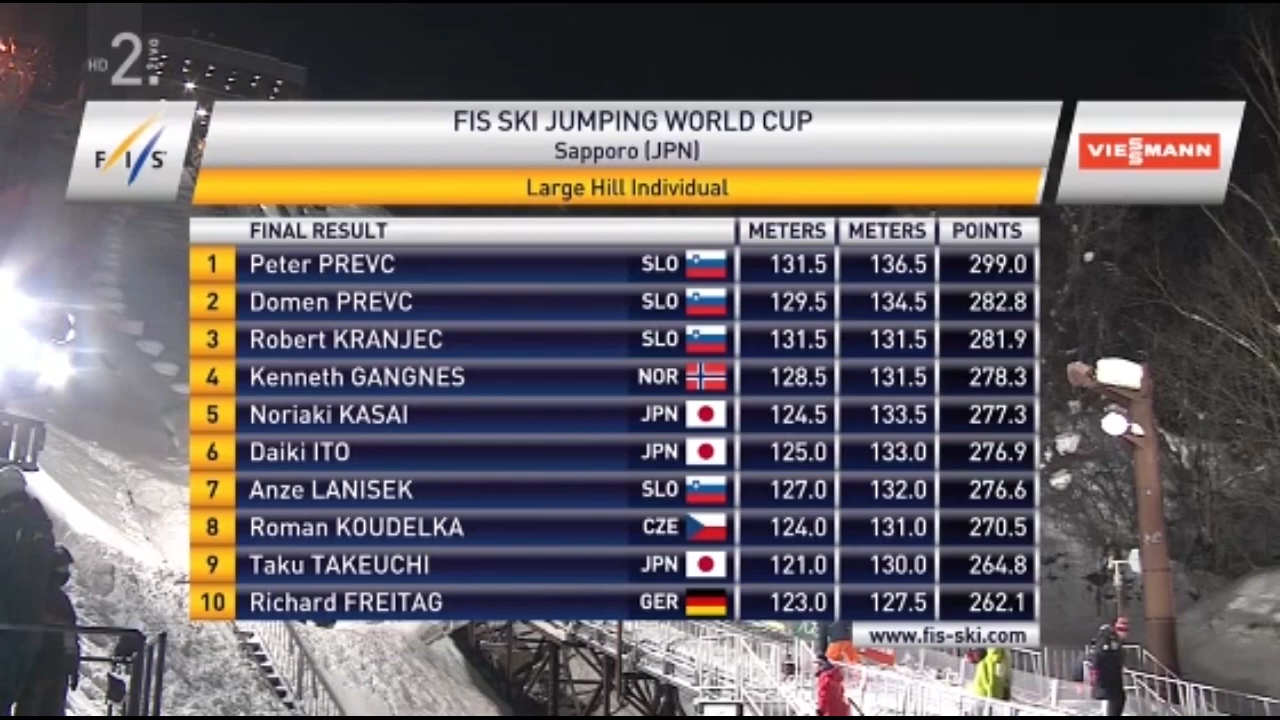 HD 2. ŽIVO
FIS SKI JUMPING WORLD CUP
Sapporo (JPN)
Large Hill Individual
FIS
VIESSMANN
FINAL RESULT METERS METERS POINTS
1 Peter PREVC SLO 131.5 136.5 299.0
2 Domen PREVC SLO 129.5 134.5 282.8
3 Robert KRANJEC SLO 131.5 131.5 281.9
4 Kenneth GANGNES NOR 128.5 131.5 278.3
5 Noriaki KASAI JPN 124.5 133.5 277.3
6 Daiki ITO JPN 125.0 133.0 276.9
7 Anze LANISEK SLO 127.0 132.0 276.6
8 Roman KOUDELKA CZE 124.0 131.0 270.5
9 Taku TAKEUCHI JPN 121.0 130.0 264.8
10 Richard FREITAG GER 123.0 127.5 262.1
www.fis-ski.com